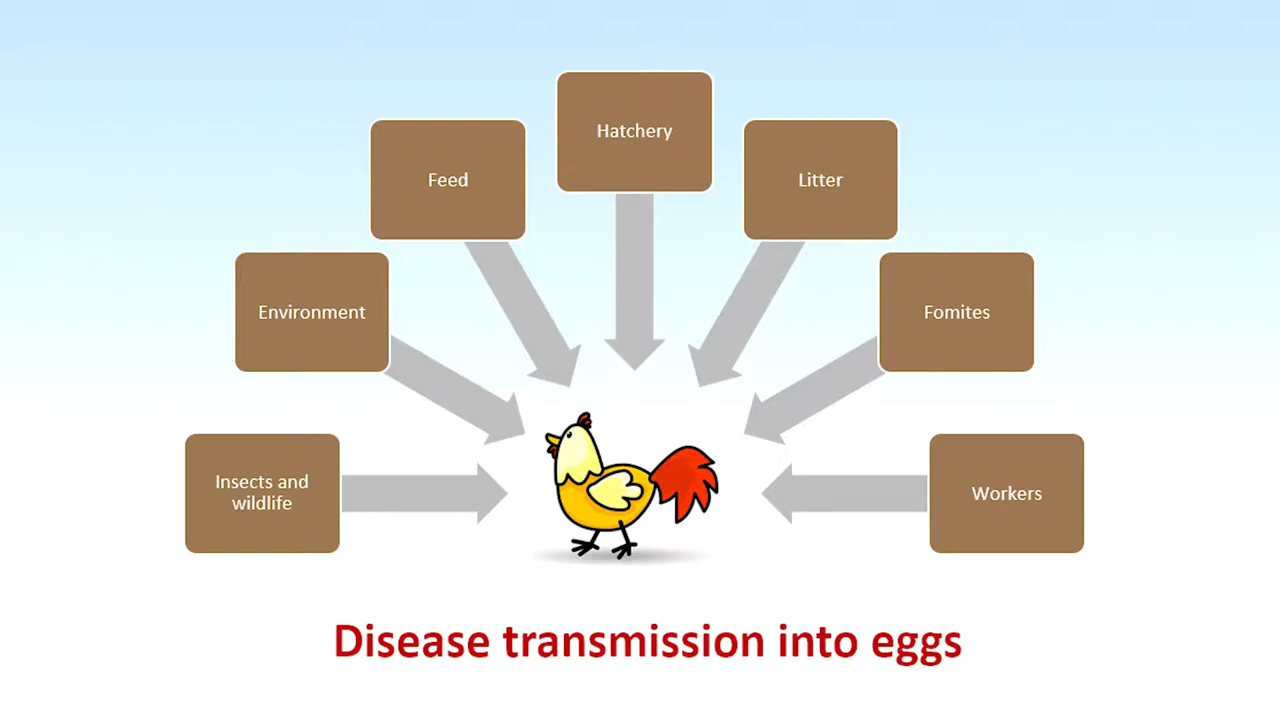 Hatchery
Feed
Litter
Environment
Fomites
Insects and
wildlife
Workers
Disease transmission into eggs